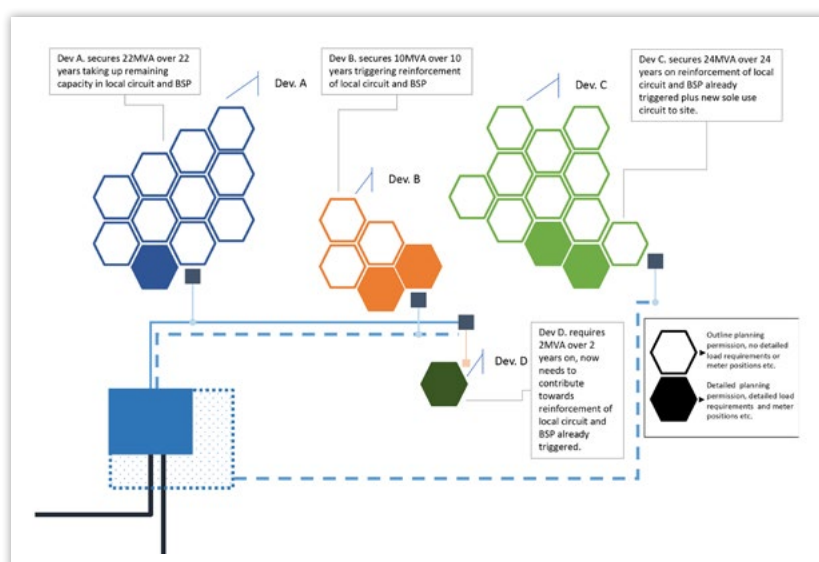 Dev A. secures 22MVA over 22
years taking up remaining
capacity in local circuit and BSP
Dev. A
Dev B. secures 10MVA over 10
years triggering reinforcement
of local circuit and BSP
Dev. B
Dev C. secures 24MVA over 24
years on reinforcement of local
circuit and BSP already
triggered plus new sole use
circuit to site.
Dev. C
Dev D. requires
2MVA over 2
years on, now
needs to
contribute
towards
reinforcement of
local circuit and
BSP already
triggered.
Dev. D
Outline planning
permission, no detailed
load requirements or
meter positions etc.
Detailed planning
permission, detailed load
requirements and meter
positions etc.